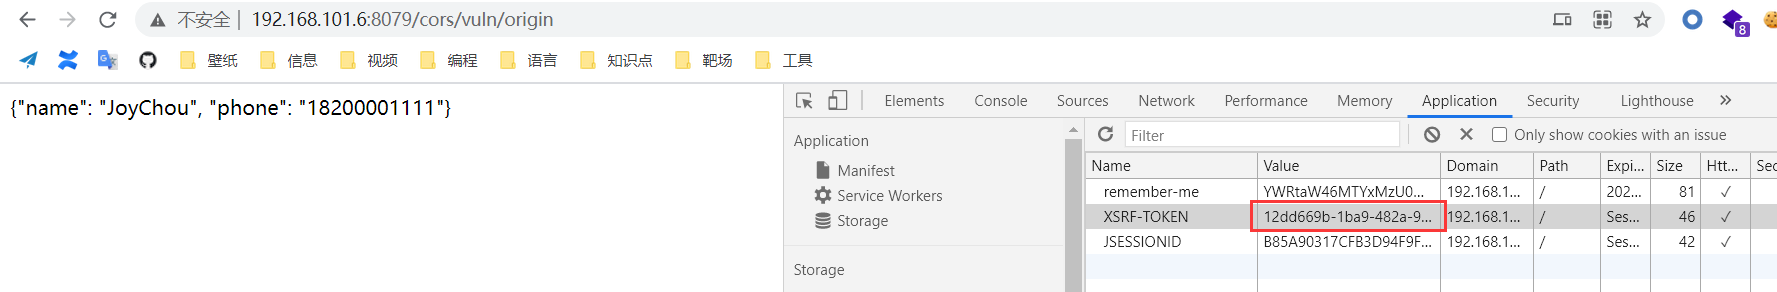 不安全 | 192.168.101.6:8079/cors/vuln/origin
8
壁纸 信息 视频 编程 语言 知识点 靶场 工具
{"name": "JoyChou", "phone": "18200001111"}
Elements Console Sources Network Performance Memory Application Security Lighthouse »
Application
Manifest
Service Workers
Storage
Storage
Filter
Only show cookies with an issue
Name Value Domain Path Expi... Size Htt... Sec
remember-me YWRtaW46MTYxMzU0... 192.168.1... / 202... 81 ✓
XSRF-TOKEN 12dd669b-1ba9-482a-9... 192.168.1... / Ses... 46 ✓
JSESSIONID B85A90317CFB3D94F9F... 192.168.1... / Ses... 42 ✓